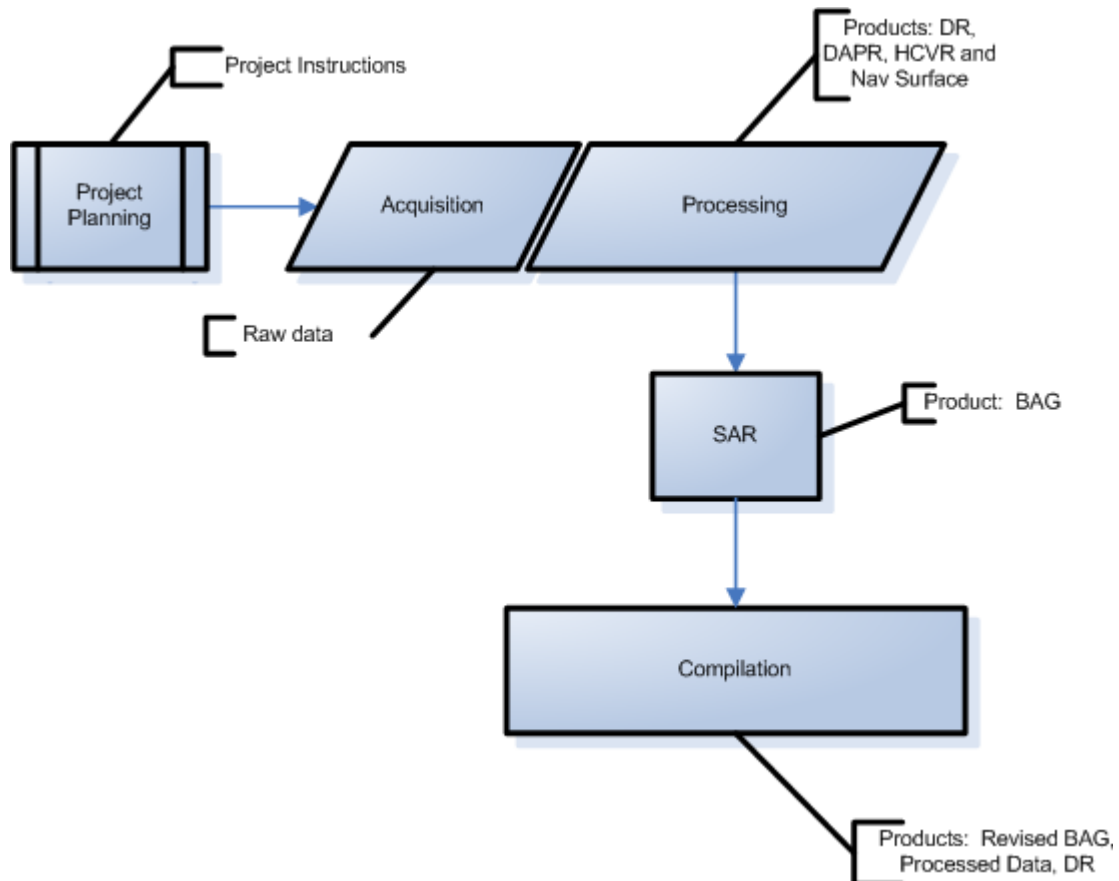 Products: DR,
DAPR, HCVR and
Nav Surface
Project Instructions
Project
Planning
Acquisition
Processing
Raw data
Product:  BAG
SAR
Compilation
Products:  Revised BAG,
Processed Data, DR